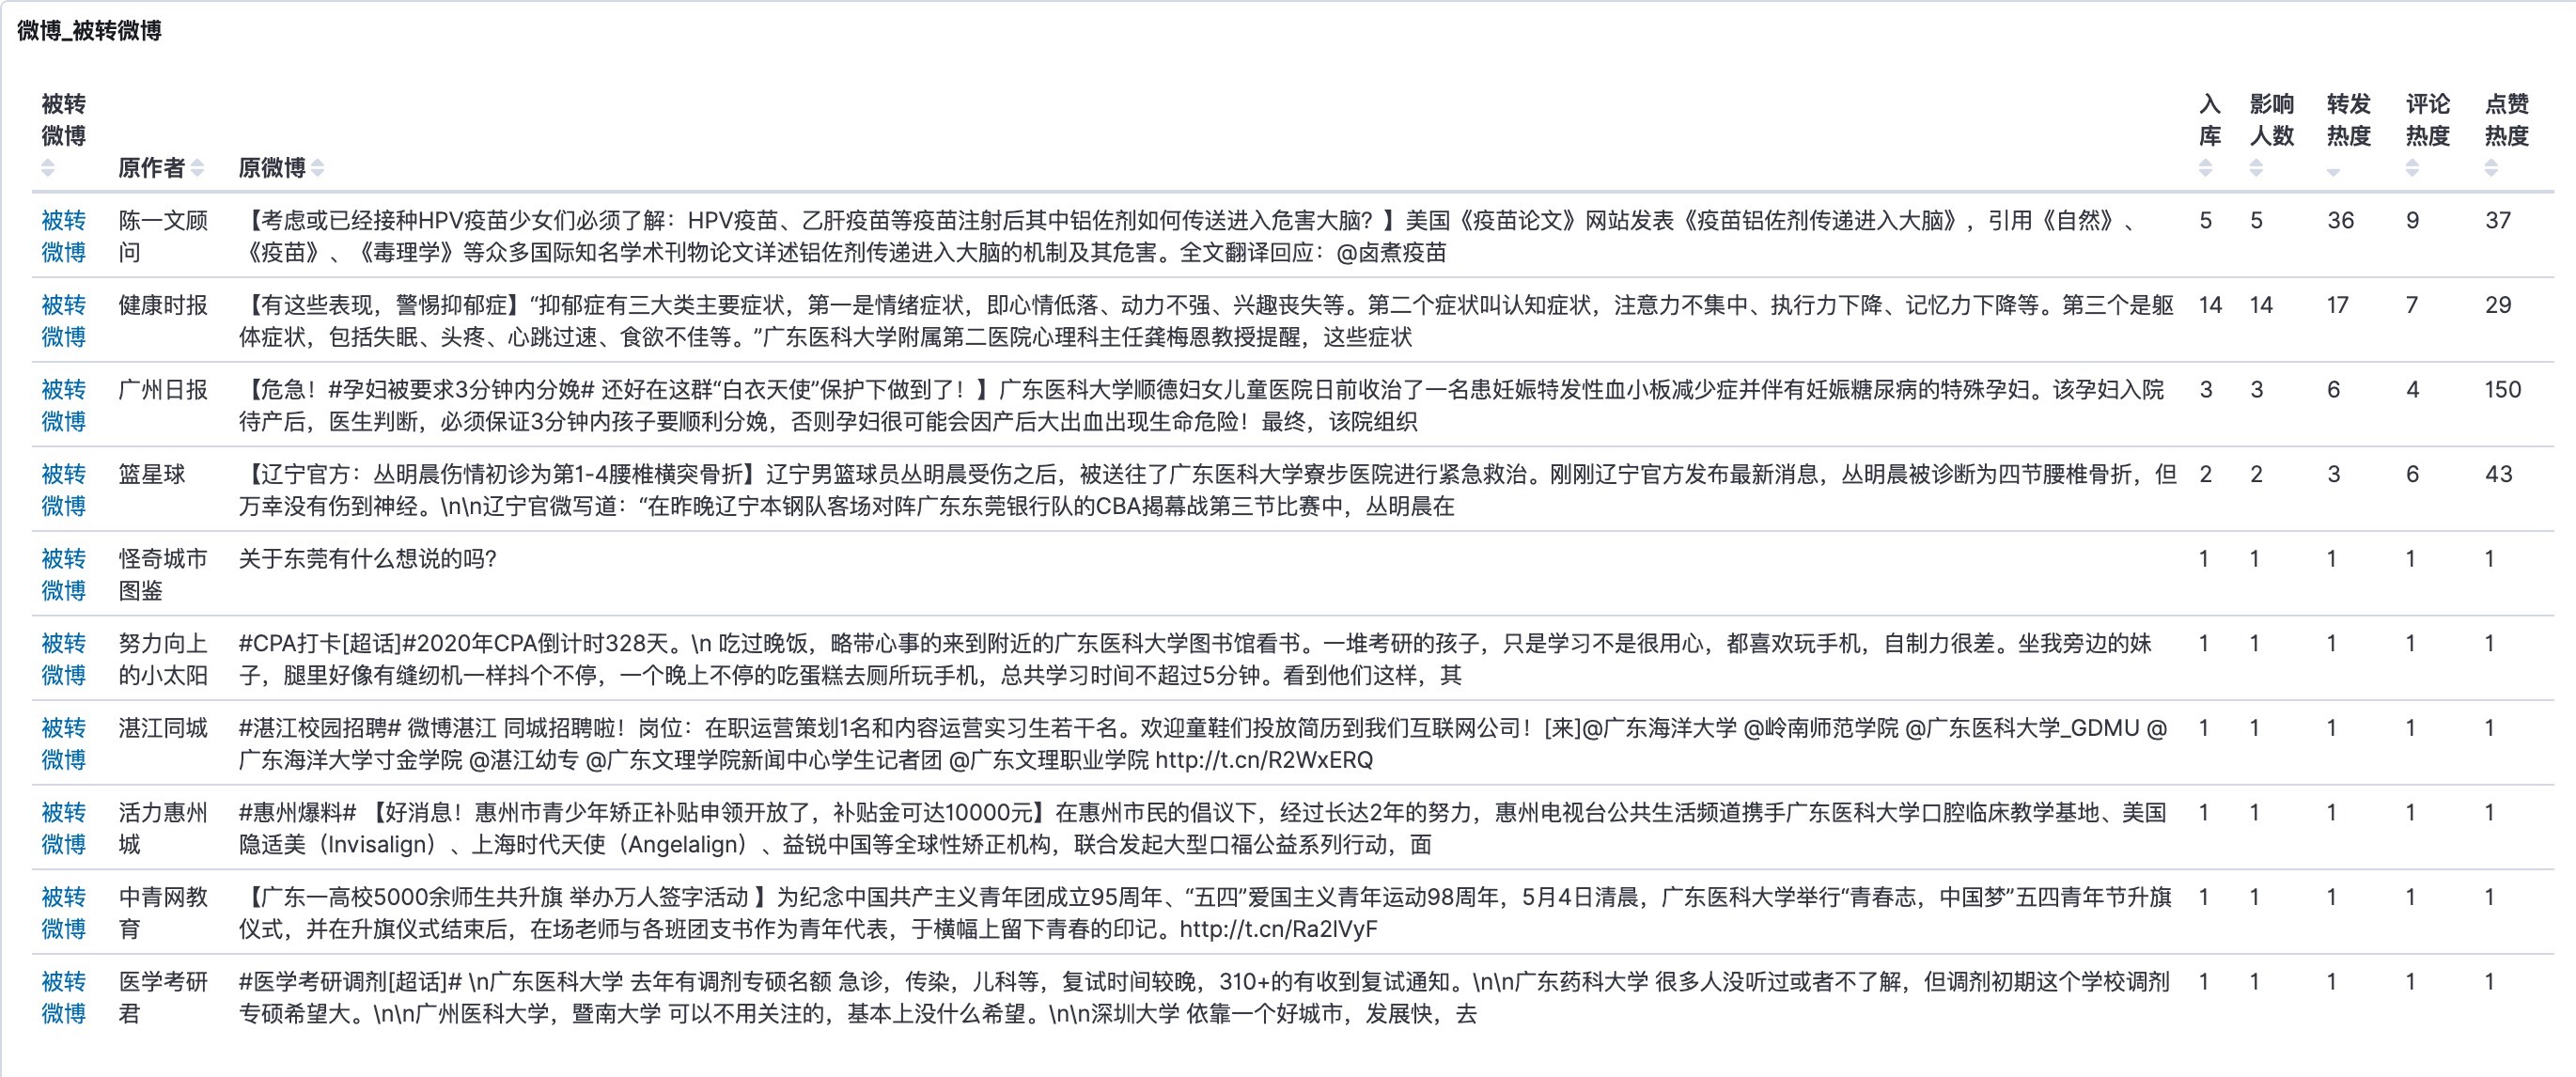 微博_被转微博
被转
微博
原作者
原微博
入
库
影响
人数
转发
热度
评论
热度
点赞
热度
被转
微博
陈一文顾
问
【考虑或已经接种HPV疫苗少女们必须了解：HPV疫苗、乙肝疫苗等疫苗注射后其中铝佐剂如何传送进入危害大脑？】美国《疫苗论文》网站发表《疫苗铝佐剂传递进入大脑》，引用《自然》、
《疫苗》、《毒理学》等众多国际知名学术刊物论文详述铝佐剂传递进入大脑的机制及其危害。全文翻译回应：@卤煮疫苗
5 5 36 9 37
被转
微博
健康时报
【有这些表现，警惕抑郁症】“抑郁症有三大类主要症状，第一是情绪症状，即心情低落、动力不强、兴趣丧失等。第二个症状叫认知症状，注意力不集中、执行力下降、记忆力下降等。第三个是躯
体症状，包括失眠、头疼、心跳过速、食欲不佳等。”广东医科大学附属第二医院心理科主任龚梅恩教授提醒，这些症状
14 14 17 7 29
被转
微博
广州日报
【危急！#孕妇被要求3分钟内分娩# 还好在这群“白衣天使”保护下做到了！】广东医科大学顺德妇女儿童医院日前收治了一名患妊娠特发性血小板减少症并伴有妊娠糖尿病的特殊孕妇。该孕妇入院
待产后，医生判断，必须保证3分钟内孩子要顺利分娩，否则孕妇很可能会因产后大出血出现生命危险！最终，该院组织
3 3 6 4 150
被转
微博
篮星球
【辽宁官方：丛明晨伤情初诊为第1-4腰椎横突骨折】辽宁男篮球员丛明晨受伤之后，被送往了广东医科大学寮步医院进行紧急救治。刚刚辽宁官方发布最新消息，丛明晨被诊断为四节腰椎骨折，但
万幸没有伤到神经。\n\n辽宁官微写道：“在昨晚辽宁本钢队客场对阵广东东莞银行队的CBA揭幕战第三节比赛中，丛明晨在
2 2 3 6 43
被转
微博
怪奇城市
图鉴
关于东莞有什么想说的吗?
1 1 1 1 1
被转
微博
努力向上
的小太阳
#CPA打卡[超话]#2020年CPA倒计时328天。\n 吃过晚饭，略带心事的来到附近的广东医科大学图书馆看书。一堆考研的孩子，只是学习不是很用心，都喜欢玩手机，自制力很差。坐我旁边的妹
子，腿里好像有缝纫机一样抖个不停，一个晚上不停的吃蛋糕去厕所玩手机，总共学习时间不超过5分钟。看到他们这样，其
1 1 1 1 1
被转
微博
湛江同城
#湛江校园招聘# 微博湛江 同城招聘啦！岗位：在职运营策划1名和内容运营实习生若干名。欢迎童鞋们投放简历到我们互联网公司！[来]@广东海洋大学 @岭南师范学院 @广东医科大学_GDMU @
广东海洋大学寸金学院 @湛江幼专 @广东文理学院新闻中心学生记者团 @广东文理职业学院 http://t.cn/R2WxERQ
1 1 1 1 1
被转
微博
活力惠州
城
#惠州爆料# 【好消息！惠州市青少年矫正补贴申领开放了，补贴金可达10000元】在惠州市民的倡议下，经过长达2年的努力，惠州电视台公共生活频道携手广东医科大学口腔临床教学基地、美国
隐适美（Invisalign）、上海时代天使（Angelalign）、益锐中国等全球性矫正机构，联合发起大型口福公益系列行动，面
1 1 1 1 1
被转
微博
中青网教
育
【广东一高校5000余师生共升旗 举办万人签字活动 】为纪念中国共产主义青年团成立95周年、“五四”爱国主义青年运动98周年，5月4日清晨，广东医科大学举行“青春志，中国梦”五四青年节升旗
仪式，并在升旗仪式结束后，在场老师与各班团支书作为青年代表，于横幅上留下青春的印记。http://t.cn/Ra2lVyF
1 1 1 1 1
被转
微博
医学考研
君
#医学考研调剂[超话]# \n广东医科大学 去年有调剂专硕名额 急诊，传染，儿科等，复试时间较晚，310+的有收到复试通知。\n\n广东药科大学 很多人没听过或者不了解，但调剂初期这个学校调剂
专硕希望大。\n\n广州医科大学，暨南大学 可以不用关注的，基本上没什么希望。\n\n深圳大学 依靠一个好城市，发展快，去
1 1 1 1 1